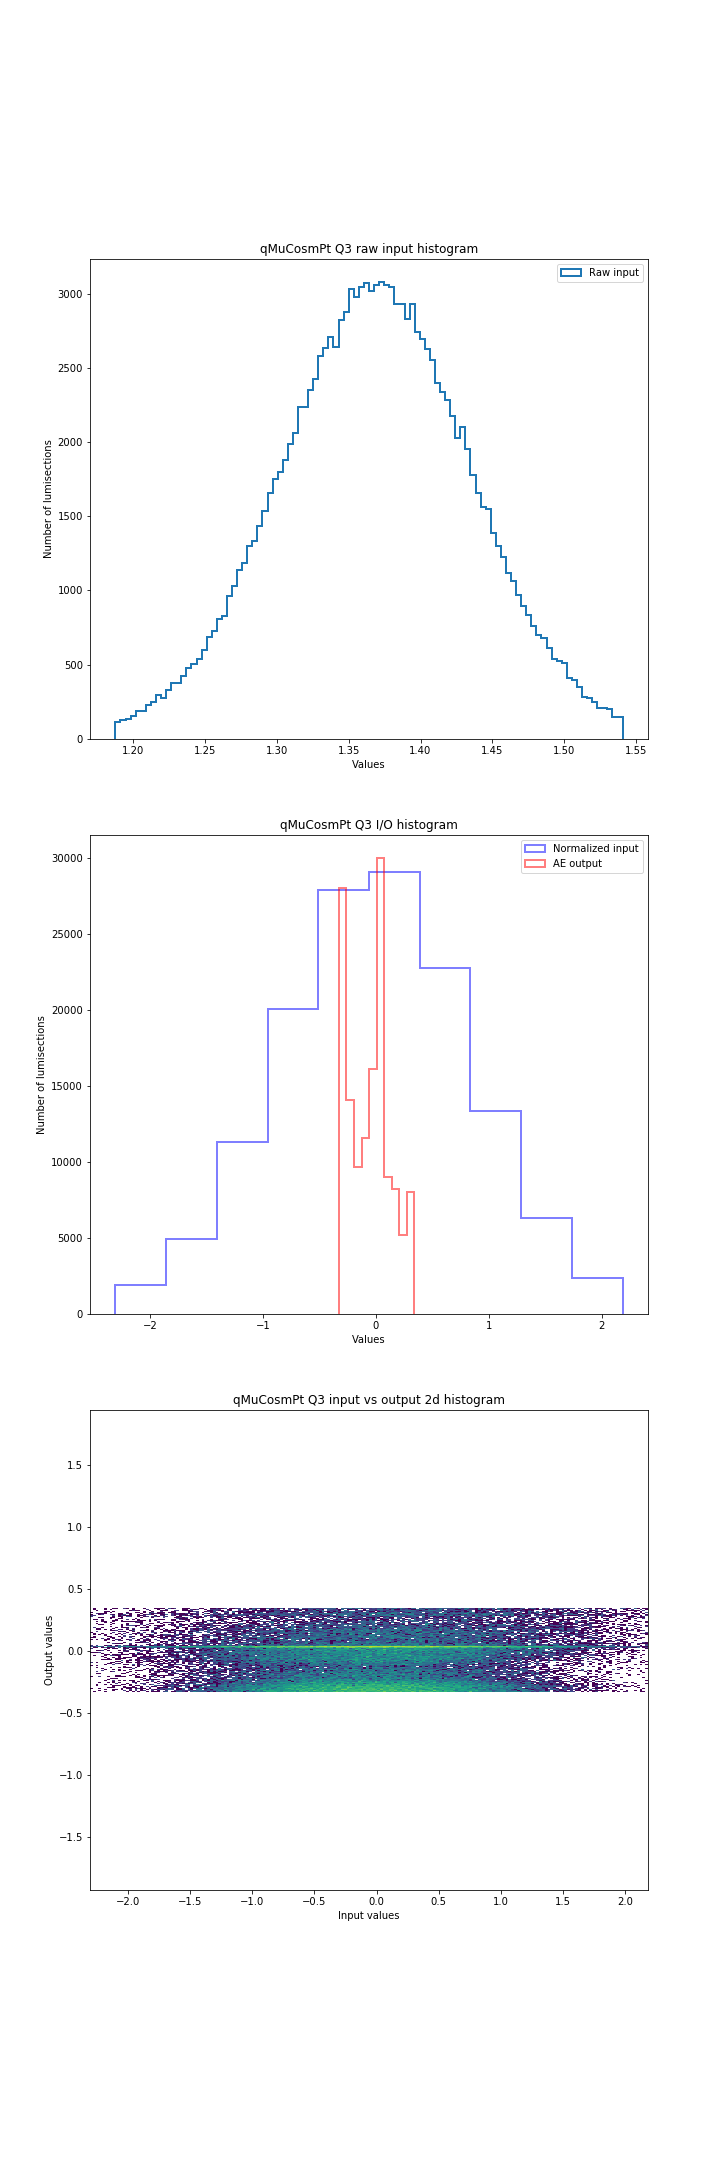 qMuCosmPt Q3 raw input histogram
Raw input
3000
2500
2000
1500
1000
500
0
Number of lumisections
1.20 1.25 1.30 1.35 1.40 1.45 1.50 1.55
Values
qMuCosmPt Q3 I/O histogram
Normalized input
AE output
30000
25000
20000
15000
10000
5000
0
Number of lumisections
−2 −1 0 1 2
Values
qMuCosmPt Q3 input vs output 2d histogram
1.5
1.0
0.5
0.0
−0.5
−1.0
−1.5
Output values
−2.0 −1.5 −1.0 −0.5 0.0 0.5 1.0 1.5 2.0
Input values